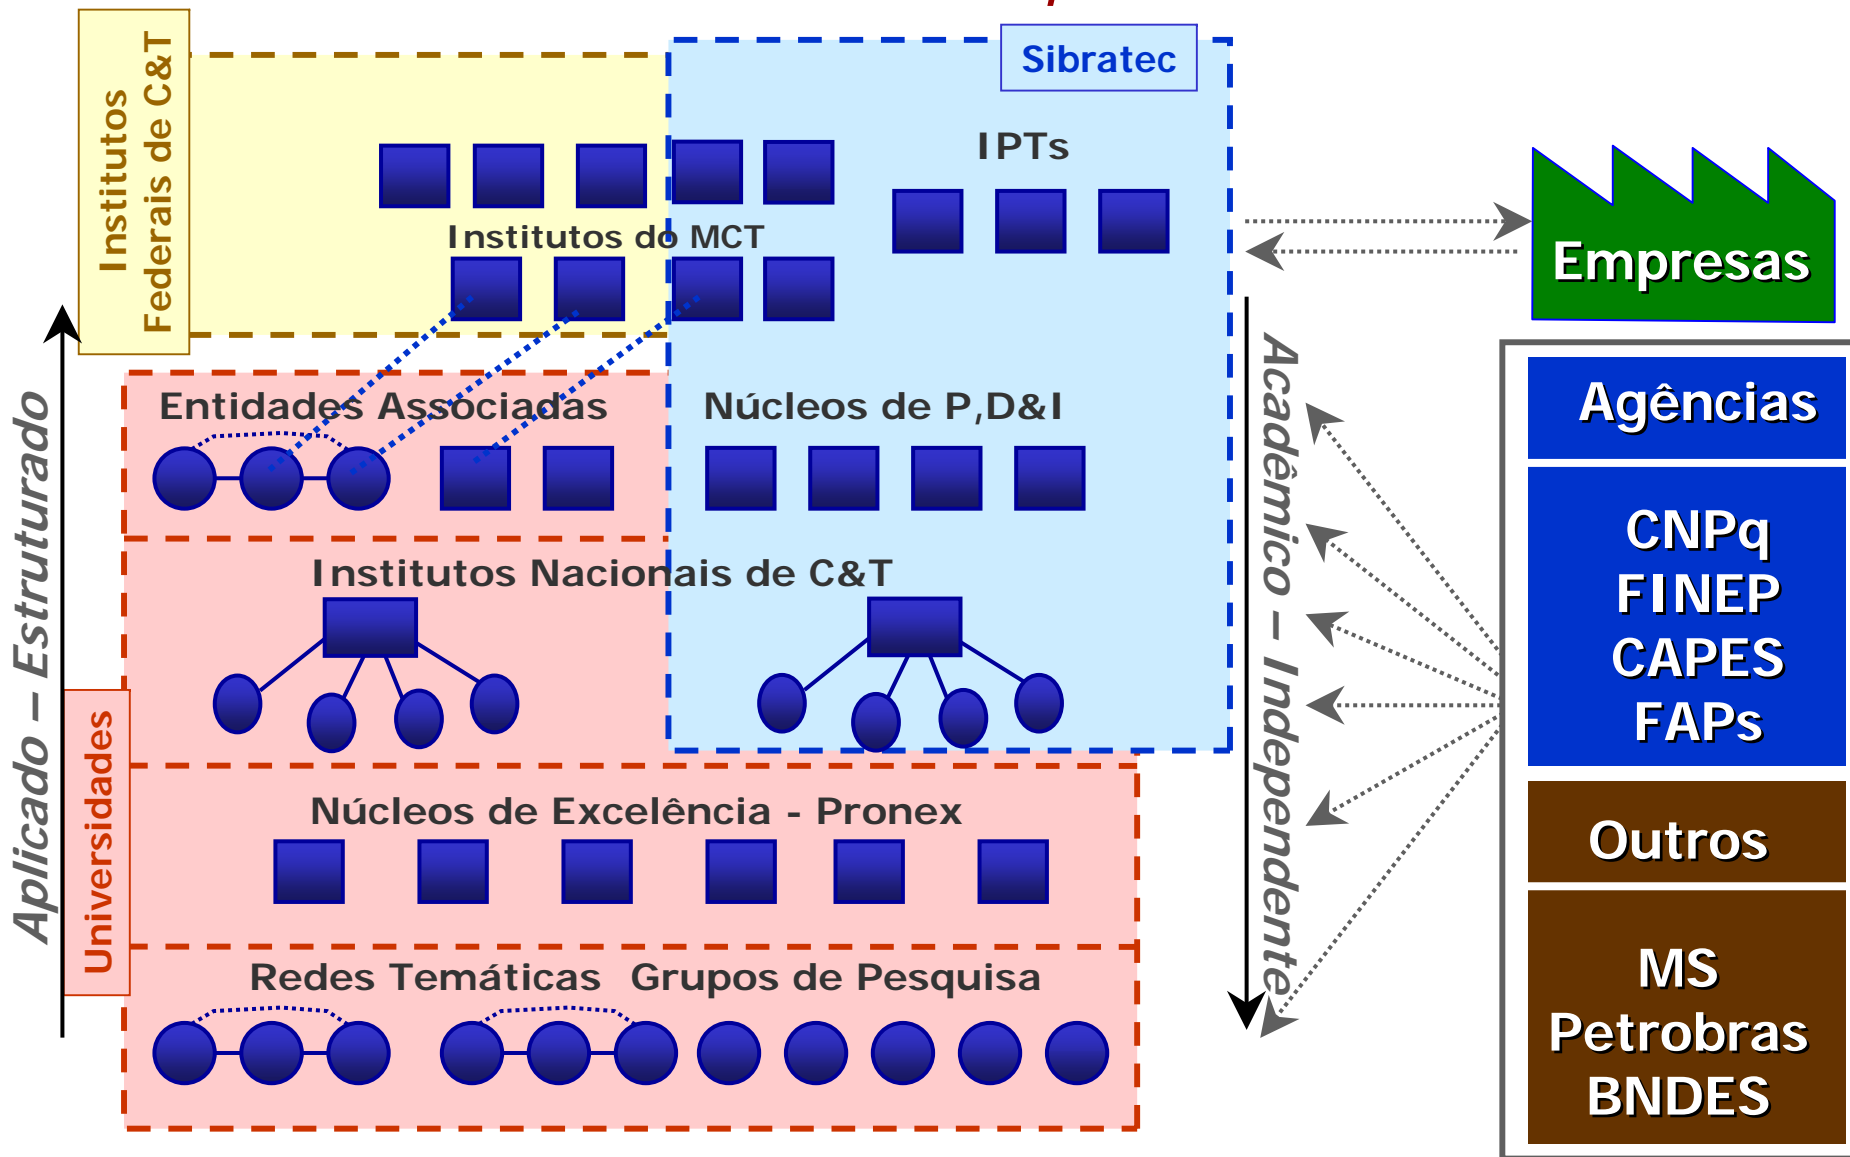 Institutos
Federais de C&T
Sibratec
IPTs
Institutos do MCT
Empresas
Entidades Associadas
Núcleos de P,D&I
Institutos Nacionais de C&T
Aplicado – Estruturado
Universidades
Acadêmico – Independente
Núcleos de Excelência - Pronex
Redes Temáticas
Grupos de Pesquisa
Agências
CNPq
FINEP
CAPES
FAPs
Outros
MS
Petrobras
BNDES